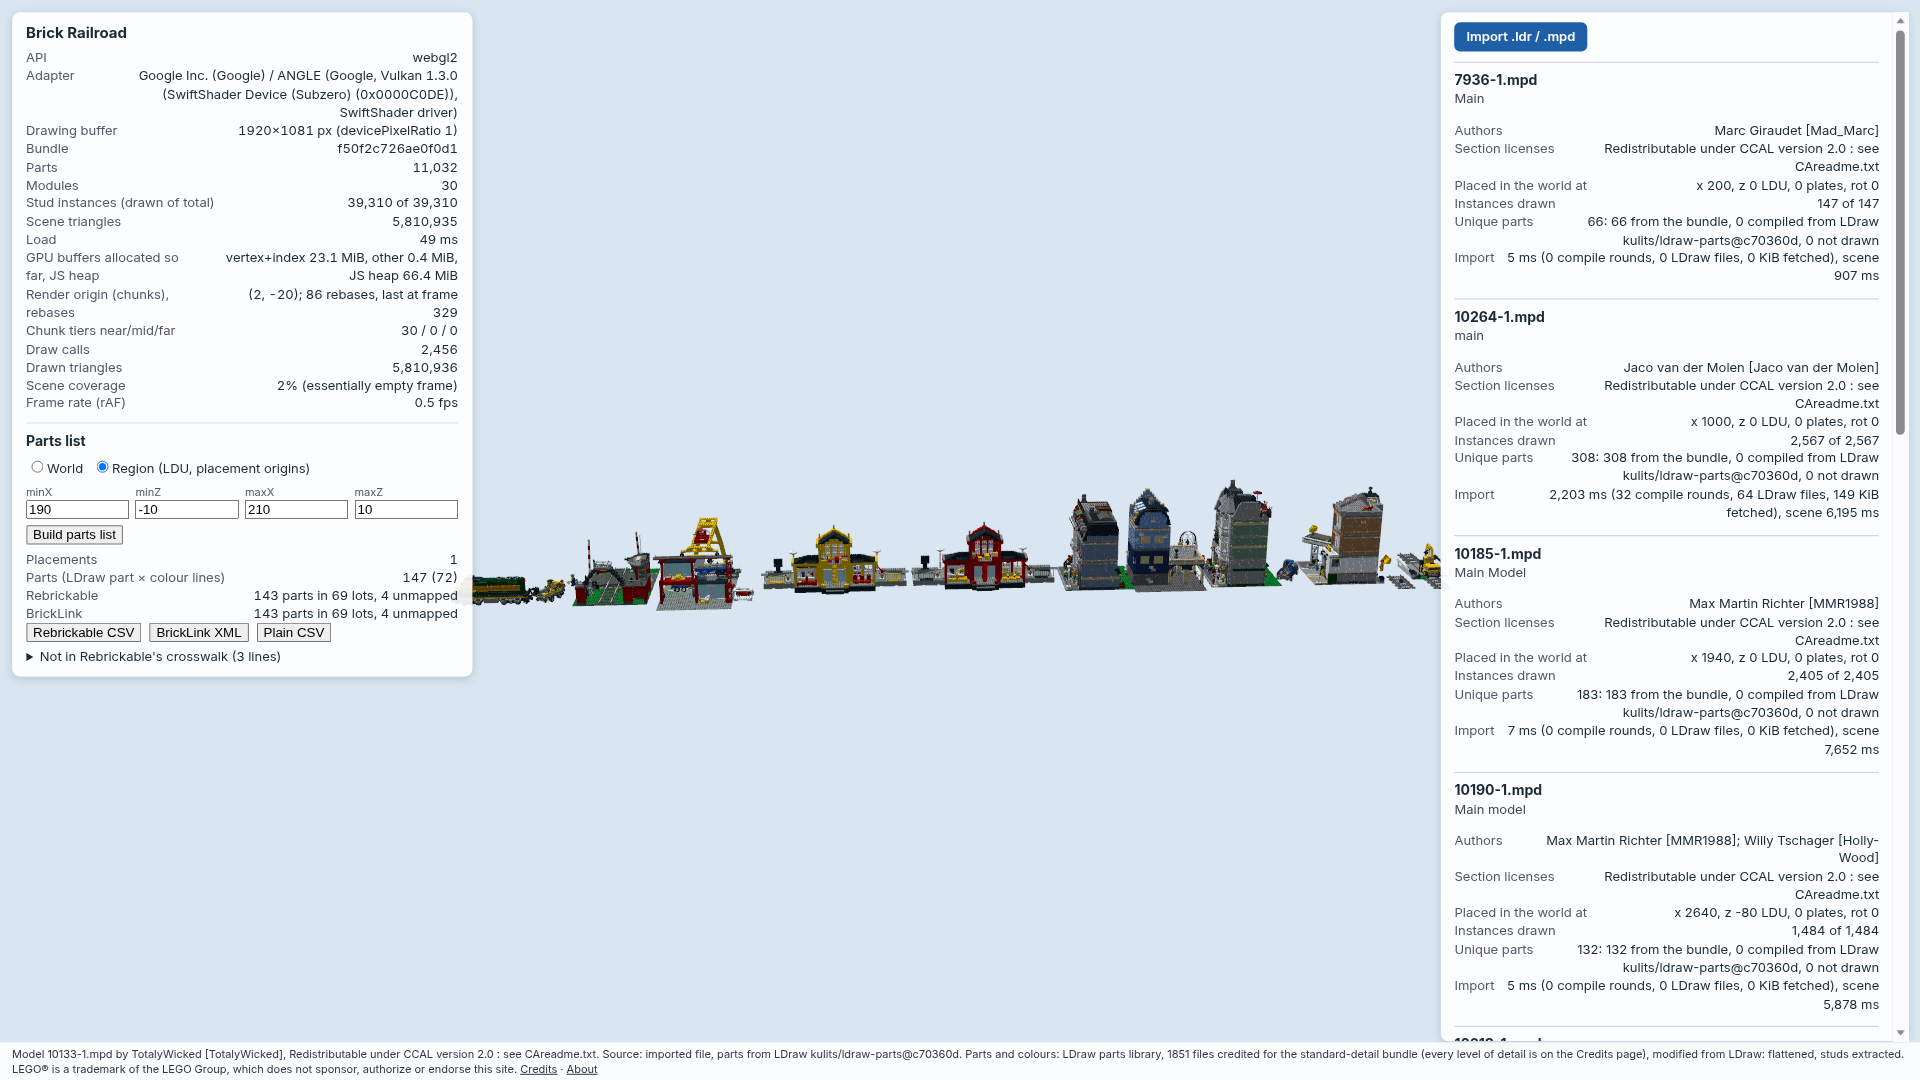 Brick Railroad
API webgl2
Adapter Google Inc. (Google) / ANGLE (Google, Vulkan 1.3.0
(SwiftShader Device (Subzero) (0x0000C0DE)),
SwiftShader driver)
Drawing buffer 1920×1081 px (devicePixelRatio 1)
Bundle f50f2c726ae0f0d1
Parts 11,032
Modules 30
Stud instances (drawn of total) 39,310 of 39,310
Scene triangles 5,810,935
Load 49 ms
GPU buffers allocated so vertex+index 23.1 MiB, other 0.4 MiB,
far, JS heap JS heap 66.4 MiB
Render origin (chunks), (2, -20); 86 rebases, last at frame
rebases 329
Chunk tiers near/mid/far 30 / 0 / 0
Draw calls 2,456
Drawn triangles 5,810,936
Scene coverage 2% (essentially empty frame)
Frame rate (rAF) 0.5 fps
Parts list
World Region (LDU, placement origins)
minX minZ maxX maxZ
190 -10 210 10
Build parts list
Placements 1
Parts (LDraw part × colour lines) 147 (72)
Rebrickable 143 parts in 69 lots, 4 unmapped
BrickLink 143 parts in 69 lots, 4 unmapped
Rebrickable CSV BrickLink XML Plain CSV
Not in Rebrickable's crosswalk (3 lines)
Import .ldr / .mpd
7936-1.mpd
Main
Authors Marc Giraudet [Mad_Marc]
Section licenses Redistributable under CCAL version 2.0 : see
CAreadme.txt
Placed in the world at x 200, z 0 LDU, 0 plates, rot 0
Instances drawn 147 of 147
Unique parts 66: 66 from the bundle, 0 compiled from LDraw
kulits/ldraw-parts@c70360d, 0 not drawn
Import 5 ms (0 compile rounds, 0 LDraw files, 0 KiB fetched), scene
907 ms
10264-1.mpd
main
Authors Jaco van der Molen [Jaco van der Molen]
Section licenses Redistributable under CCAL version 2.0 : see
CAreadme.txt
Placed in the world at x 1000, z 0 LDU, 0 plates, rot 0
Instances drawn 2,567 of 2,567
Unique parts 308: 308 from the bundle, 0 compiled from LDraw
kulits/ldraw-parts@c70360d, 0 not drawn
Import 2,203 ms (32 compile rounds, 64 LDraw files, 149 KiB
fetched), scene 6,195 ms
10185-1.mpd
Main Model
Authors Max Martin Richter [MMR1988]
Section licenses Redistributable under CCAL version 2.0 : see
CAreadme.txt
Placed in the world at x 1940, z 0 LDU, 0 plates, rot 0
Instances drawn 2,405 of 2,405
Unique parts 183: 183 from the bundle, 0 compiled from LDraw
kulits/ldraw-parts@c70360d, 0 not drawn
Import 7 ms (0 compile rounds, 0 LDraw files, 0 KiB fetched), scene
7,652 ms
10190-1.mpd
Main model
Authors Max Martin Richter [MMR1988]; Willy Tschager [Holly-
Wood]
Section licenses Redistributable under CCAL version 2.0 : see
CAreadme.txt
Placed in the world at x 2640, z -80 LDU, 0 plates, rot 0
Instances drawn 1,484 of 1,484
Unique parts 132: 132 from the bundle, 0 compiled from LDraw
kulits/ldraw-parts@c70360d, 0 not drawn
Import 5 ms (0 compile rounds, 0 LDraw files, 0 KiB fetched), scene
5,878 ms
Model 10133-1.mpd by TotalyWicked [TotalyWicked], Redistributable under CCAL version 2.0 : see CAreadme.txt. Source: imported file, parts from LDraw kulits/ldraw-parts@c70360d. Parts and colours: LDraw parts library, 1851 files credited for the standard-detail bundle (every level of detail is on the Credits page), modified from LDraw: flattened, studs extracted.
LEGO® is a trademark of the LEGO Group, which does not sponsor, authorize or endorse this site. Credits · About